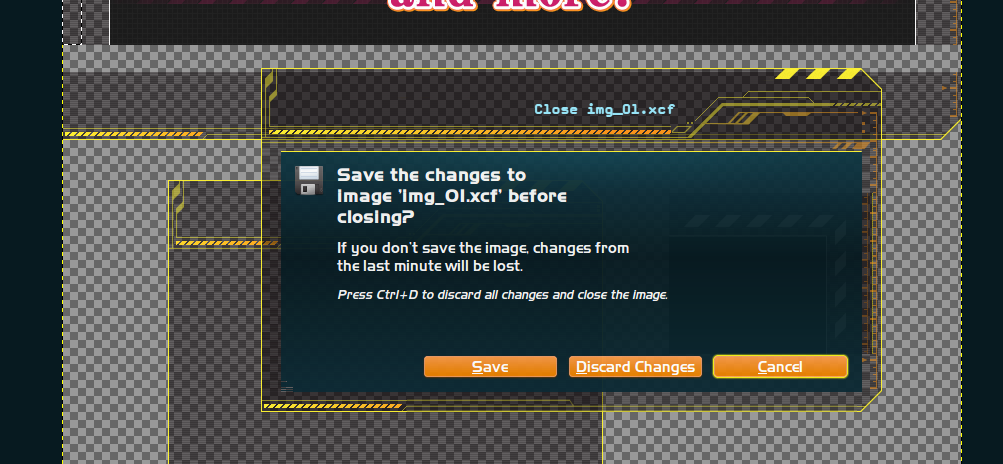 and more!
Close img_01.xcf
Save the changes to
image 'img_01.xcf' before
closing?
If you don't save the image, changes from
the last minute will be lost.
Press Ctrl+D to discard all changes and close the image.
Save
Discard Changes
Cancel